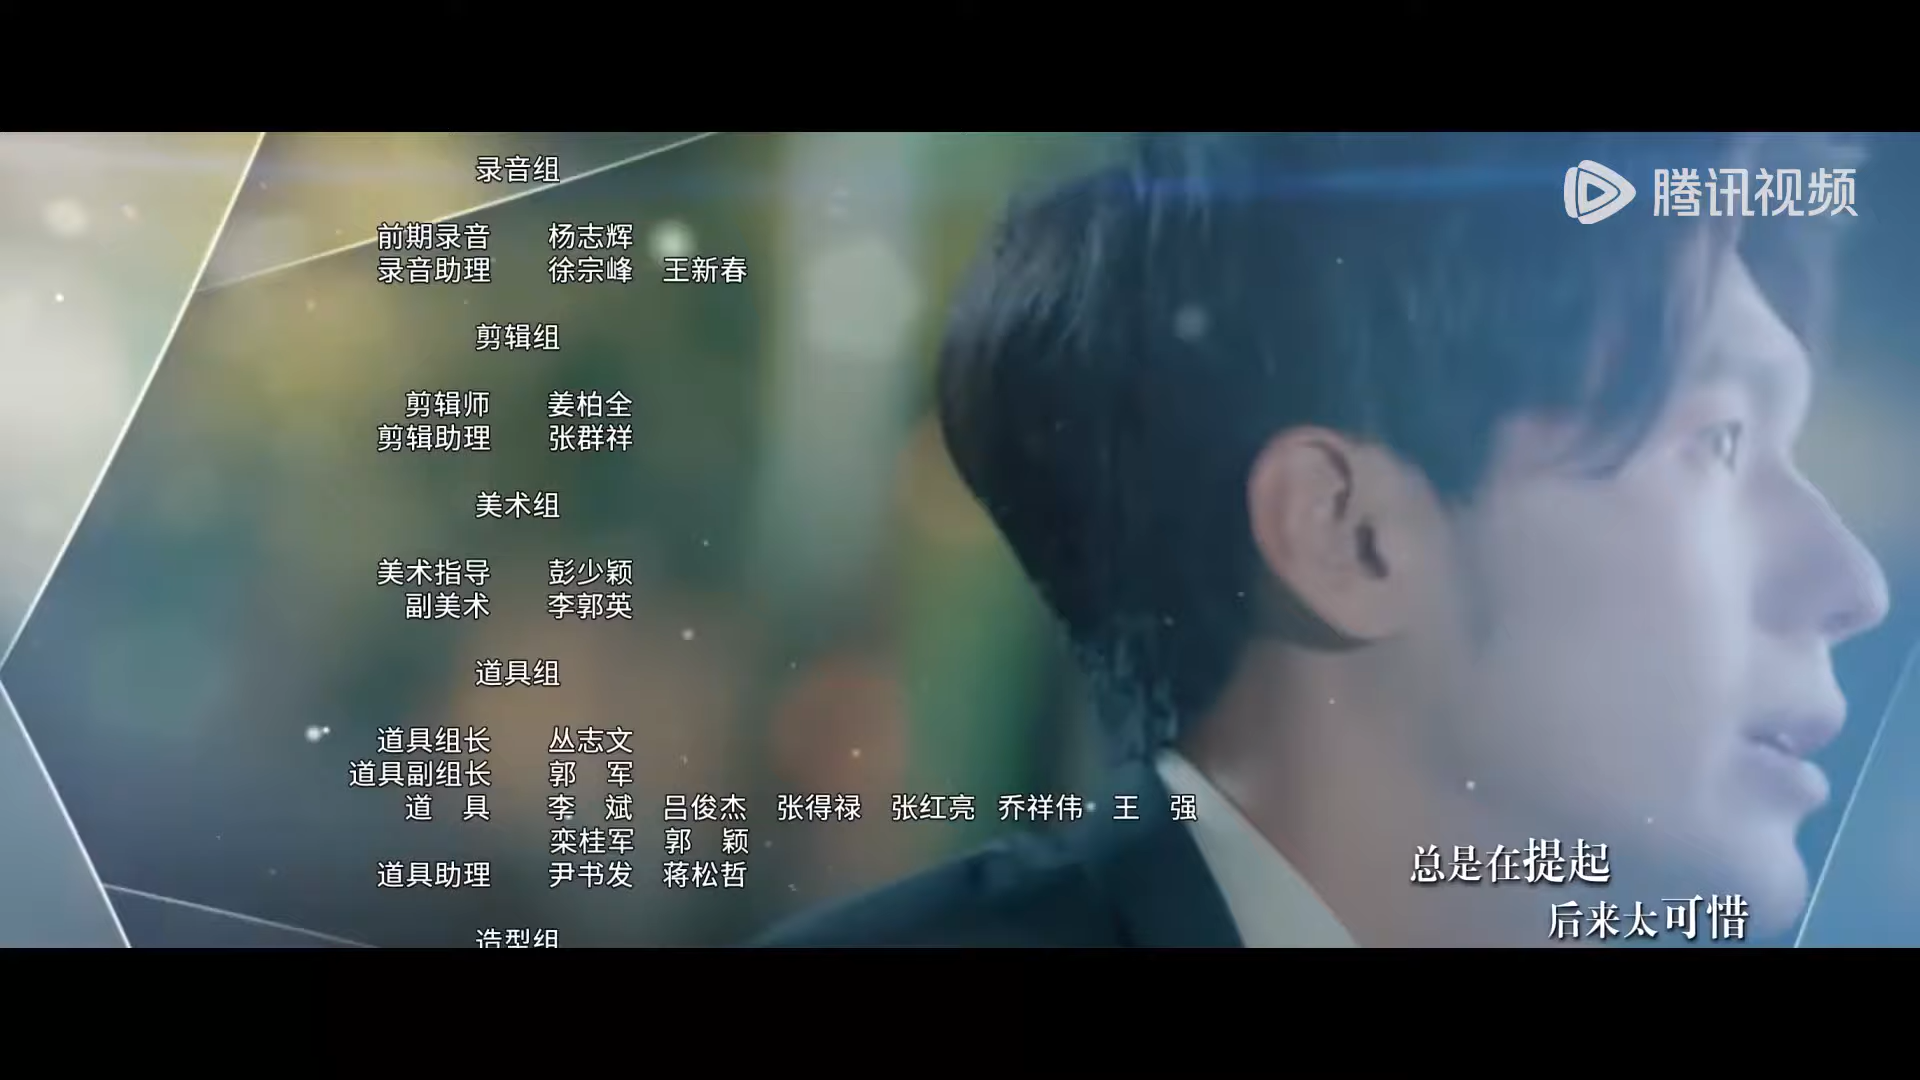 腾讯视频
录音组
前期录音 杨志辉
录音助理 徐宗峰 王新春
剪辑组
剪辑师 姜柏全
剪辑助理 张群祥
美术组
美术指导 彭少颖
副美术 李郭英
道具组
道具组长 丛志文
道具副组长 郭 军
道 具 李 斌 吕俊杰 张得禄 张红亮 乔祥伟 王 强
栾桂军 郭 颖
道具助理 尹书发 蒋松哲
造型组
总是在提起
后来太可惜